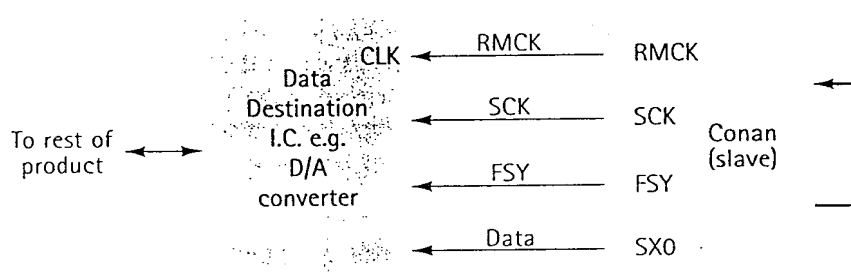 To rest of
product
CLK
Data
Destination
I.C. e.g.
D/A
converter
RMCK
SCK
FSY
Data
RMCK
SCK
FSY
SX0
Conan
(slave)